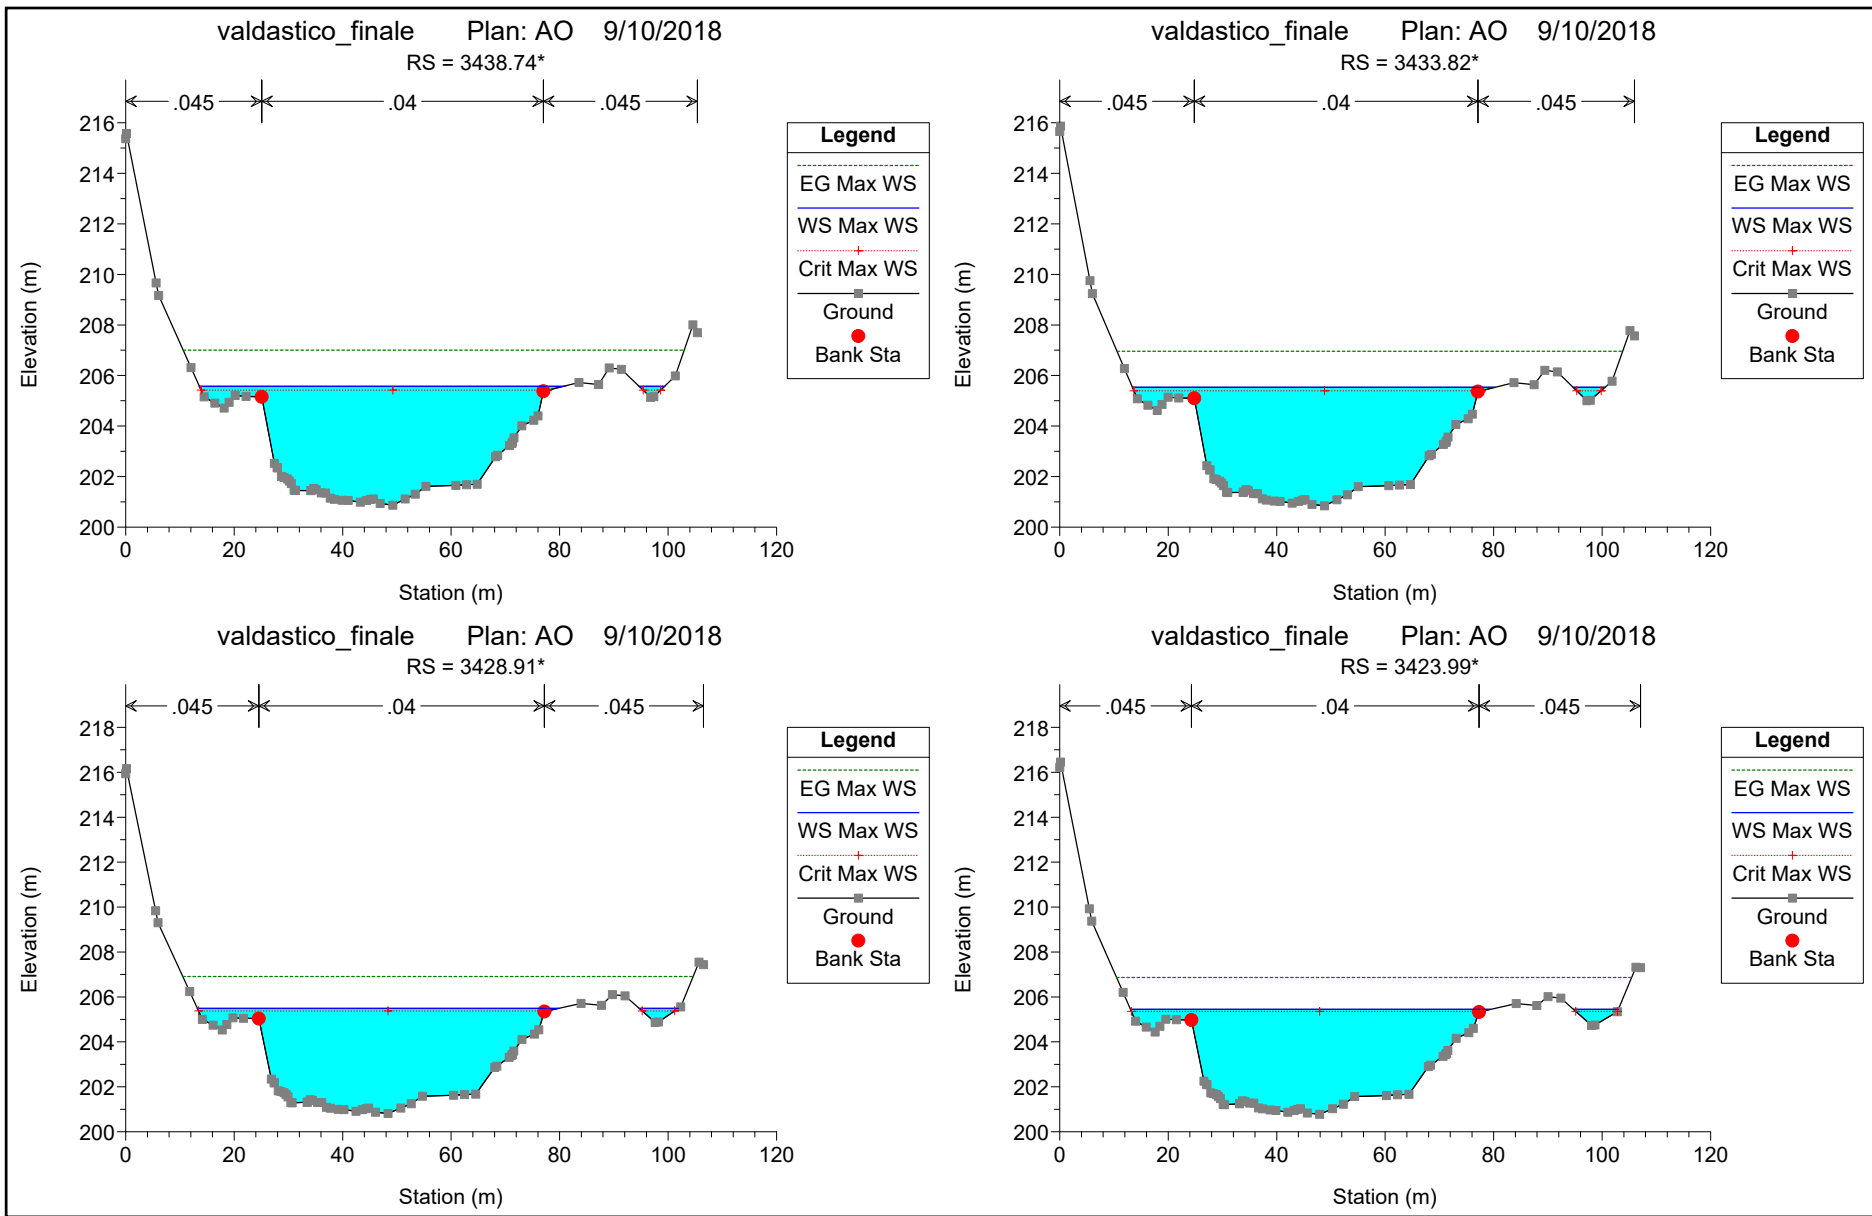 valdastico_finale Plan: AO 9/10/2018
RS = 3438.74*
.045 .04 .045
216
214
212
210
208
206
204
202
200
Elevation (m)
0 20 40 60 80 100 120
Station (m)
Legend
EG Max WS
WS Max WS
Crit Max WS
Ground
Bank Sta
valdastico_finale Plan: AO 9/10/2018
RS = 3433.82*
.045 .04 .045
216
214
212
210
208
206
204
202
200
Elevation (m)
0 20 40 60 80 100 120
Station (m)
Legend
EG Max WS
WS Max WS
Crit Max WS
Ground
Bank Sta
valdastico_finale Plan: AO 9/10/2018
RS = 3428.91*
.045 .04 .045
218
216
214
212
210
208
206
204
202
200
Elevation (m)
0 20 40 60 80 100 120
Station (m)
Legend
EG Max WS
WS Max WS
Crit Max WS
Ground
Bank Sta
valdastico_finale Plan: AO 9/10/2018
RS = 3423.99*
.045 .04 .045
218
216
214
212
210
208
206
204
202
200
Elevation (m)
0 20 40 60 80 100 120
Station (m)
Legend
EG Max WS
WS Max WS
Crit Max WS
Ground
Bank Sta